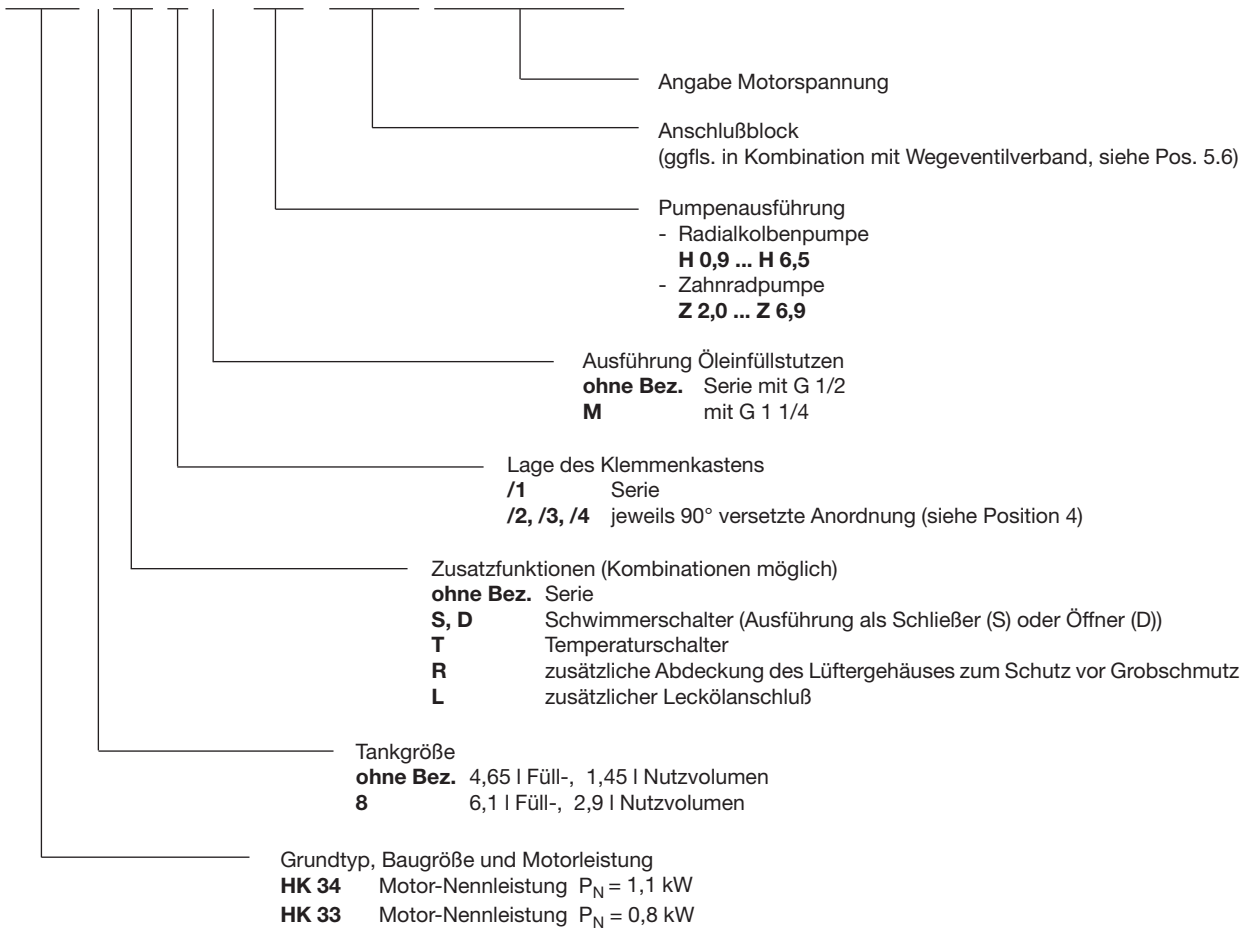 Angabe Motorspannung
Anschlußblock
(ggfls. in Kombination mit Wegeventilverband, siehe Pos. 5.6)
Pumpenausführung
- Radialkolbenpumpe
H 0,9 ... H 6,5
- Zahnradpumpe
Z 2,0 ... Z 6,9
Ausführung Öleinfüllstutzen
ohne Bez. Serie mit G 1/2
M mit G 1 1/4
Lage des Klemmenkastens
/1 Serie
/2, /3, /4 jeweils 90° versetzte Anordnung (siehe Position 4)
Zusatzfunktionen (Kombinationen möglich)
ohne Bez. Serie
S, D Schwimmerschalter (Ausführung als Schließer (S) oder Öffner (D))
T Temperaturschalter
R zusätzliche Abdeckung des Lüftergehäuses zum Schutz vor Grobschmutz
L zusätzlicher Leckölanschluß
Tankgröße
ohne Bez. 4,65 l Füll-, 1,45 l Nutzvolumen
8 6,1 l Füll-, 2,9 l Nutzvolumen
Grundtyp, Baugröße und Motorleistung
HK 34 Motor-Nennleistung PN = 1,1 kW
HK 33 Motor-Nennleistung PN = 0,8 kW